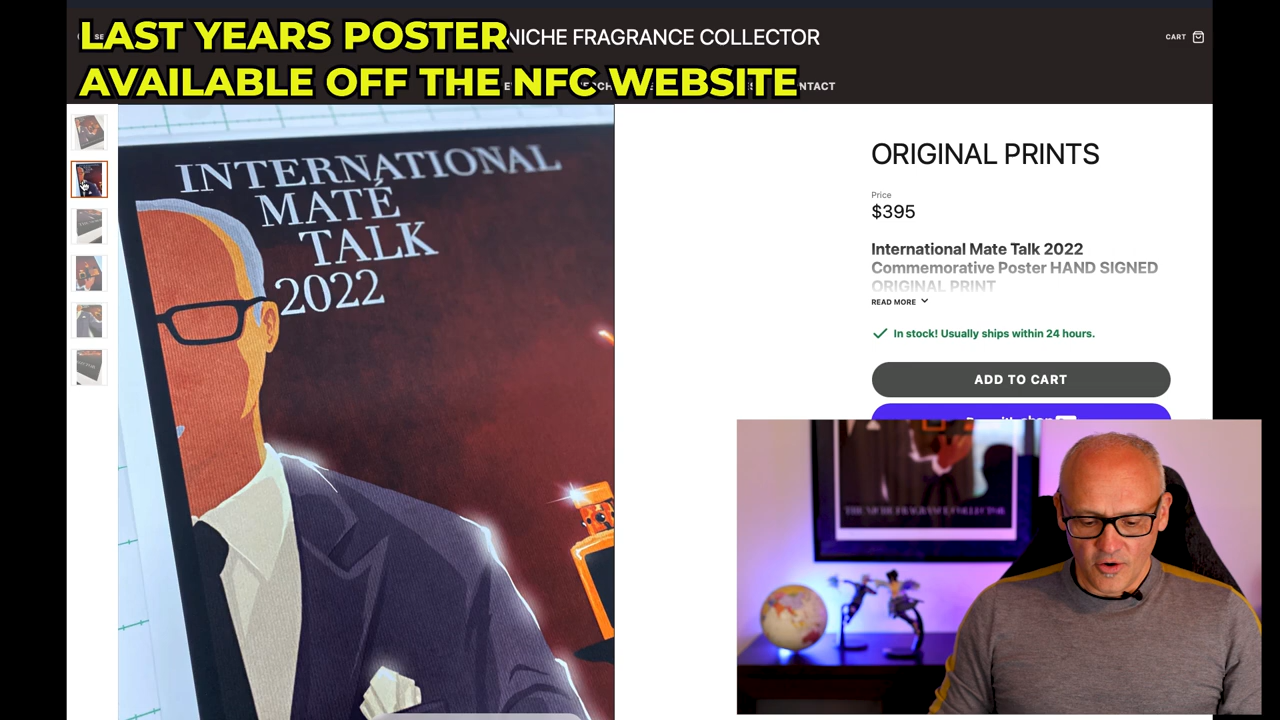 LAST YEARS POSTER
AVAILABLE OFF THE NFC WEBSITE
NICHE FRAGRANCE COLLECTOR
CART
INTERNATIONAL
MATÉ
TALK
2022
ORIGINAL PRINTS
Price
$395
International Mate Talk 2022
Commemorative Poster HAND SIGNED
ORIGINAL PRINT
READ MORE
In stock! Usually ships within 24 hours.
ADD TO CART
THE NICHE FRAGRANCE COLLECTOR